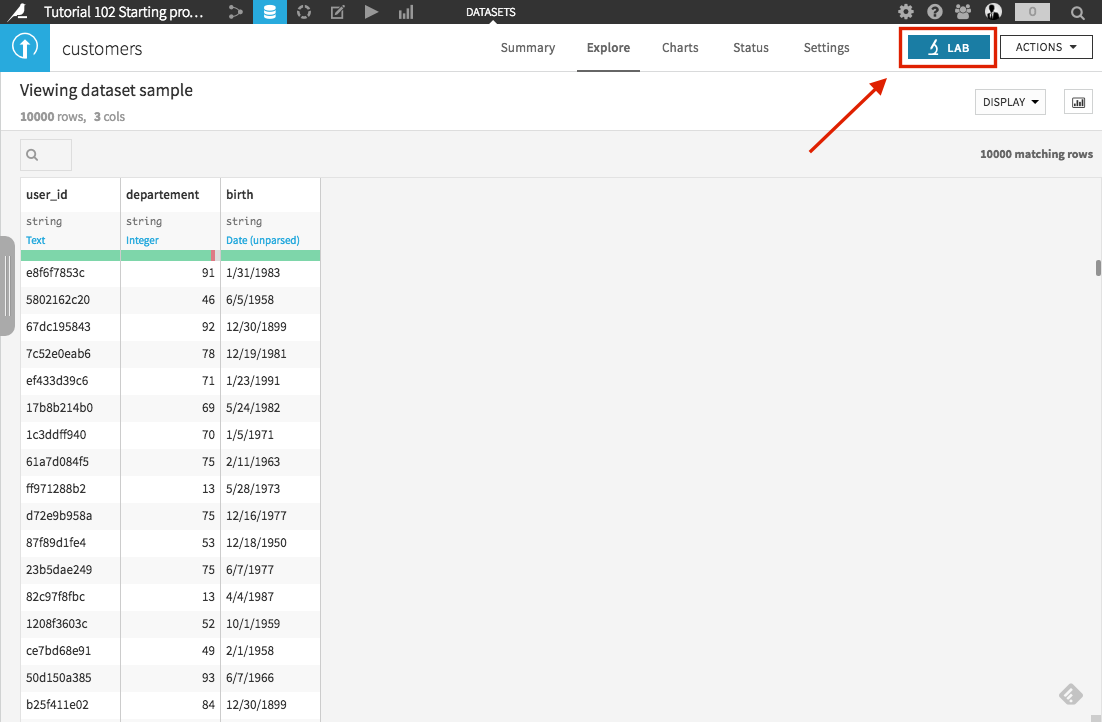 Tutorial 102 Starting pro... DATASETS 0
customers Summary Explore Charts Status Settings LAB ACTIONS
Viewing dataset sample
10000 rows, 3 cols DISPLAY
10000 matching rows
user_id departement birth
string string string
Text Integer Date (unparsed)
e8f6f7853c 91 1/31/1983
5802162c20 46 6/5/1958
67dc195843 92 12/30/1899
7c52e0eab6 78 12/19/1981
ef433d39c6 71 1/23/1991
17b8b214b0 69 5/24/1982
1c3ddff940 70 1/5/1971
61a7d084f5 75 2/11/1963
ff971288b2 13 5/28/1973
d72e9b958a 75 12/16/1977
87f89d1fe4 53 12/18/1950
23b5dae249 75 6/7/1977
82c97f8fbc 13 4/4/1987
1208f3603c 52 10/1/1959
ce7bd68e91 49 2/1/1958
50d150a385 93 6/7/1966
b25f411e02 84 12/30/1899